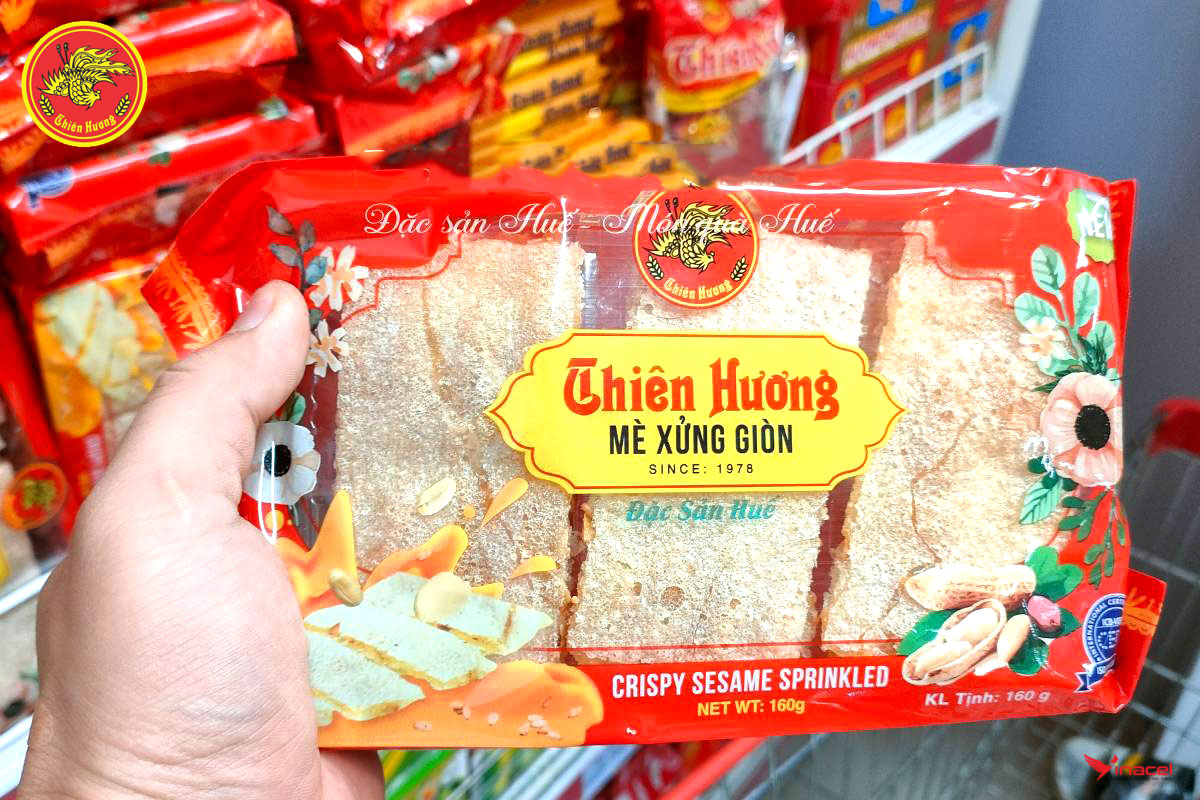 Thiên Hương
Đặc sản Huế - Món quà Huế
Thiên Hương
Thiên Hương
MÈ XỬNG GIÒN
SINCE: 1978
Đặc Sản Huế
CRISPY SESAME SPRINKLED
NET WT: 160g
KL Tịnh: 160 g
Vinacel